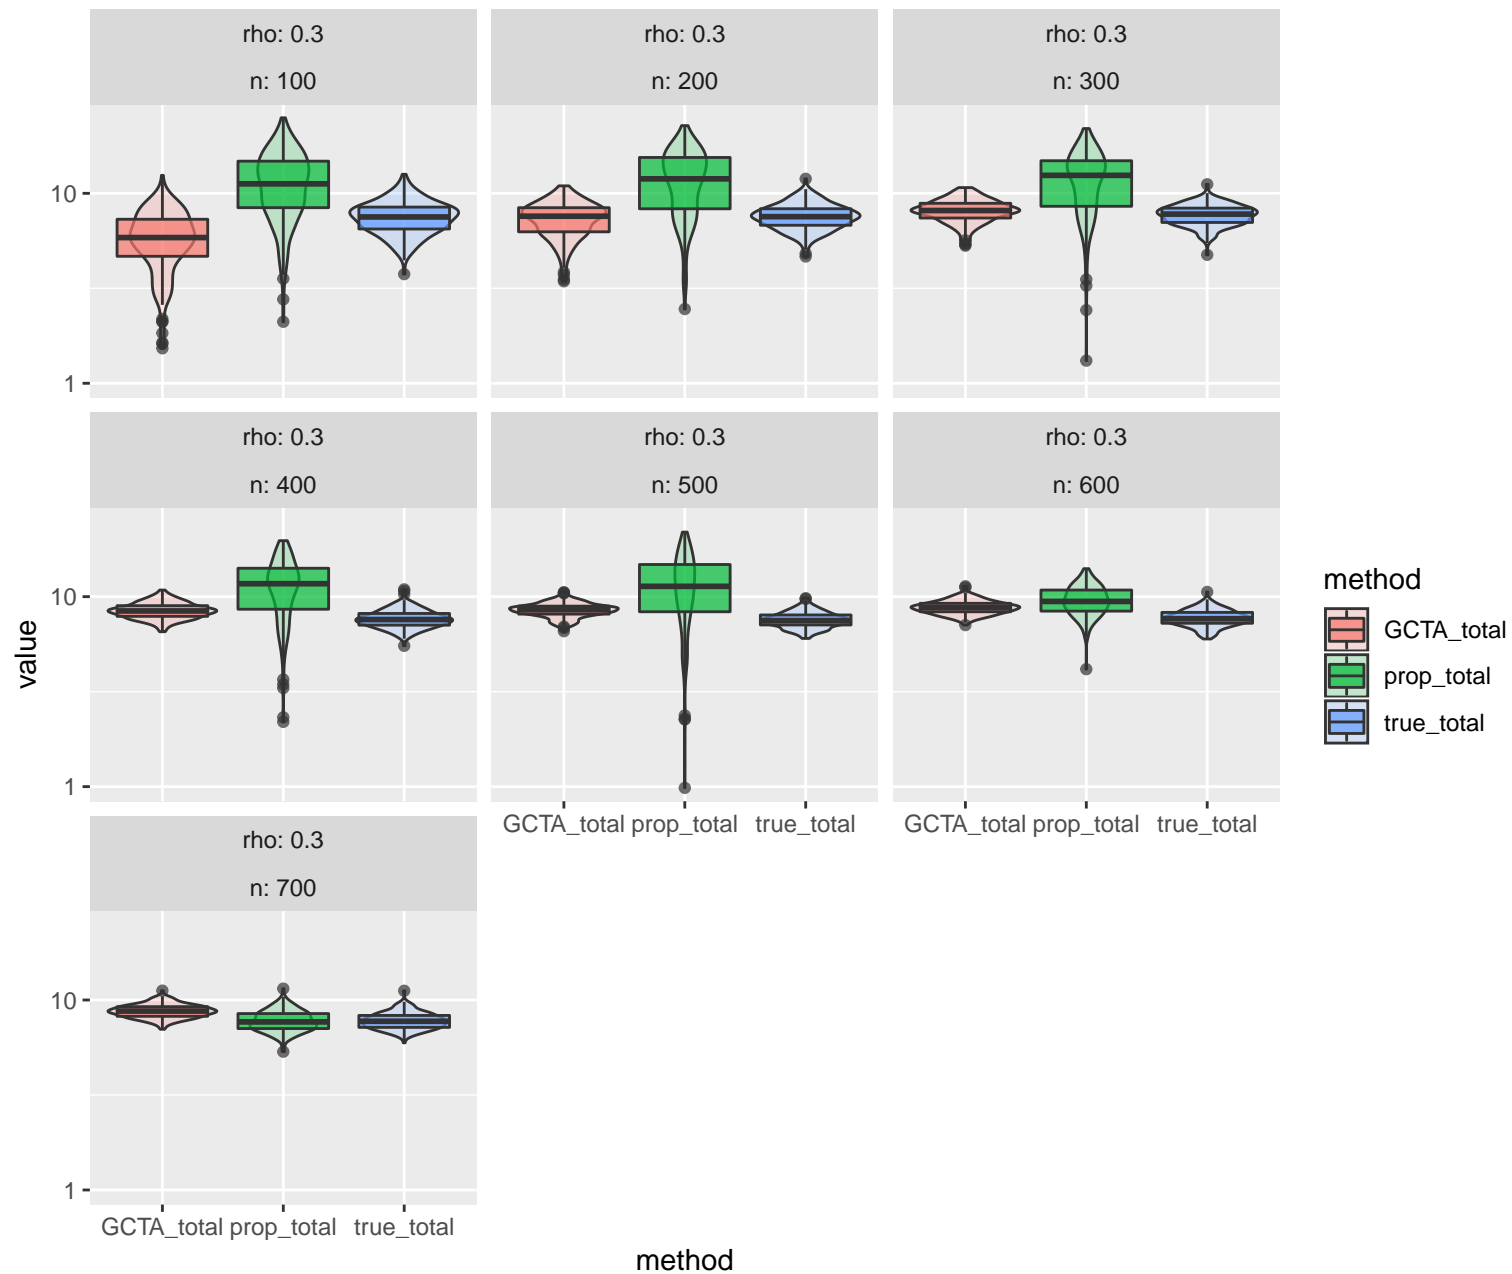 rho: 0.3
rho: 0.3
rho: 0.3
n: 100
n: 200
n: 300
10
1
rho: 0.3
rho: 0.3
rho: 0.3
n: 400
n: 500
n: 600
10
1
GCTA_total prop_total true_total
GCTA_total prop_total true_total
rho: 0.3
n: 700
10
1
GCTA_total prop_total true_total
value
method
method
GCTA_total
prop_total
true_total